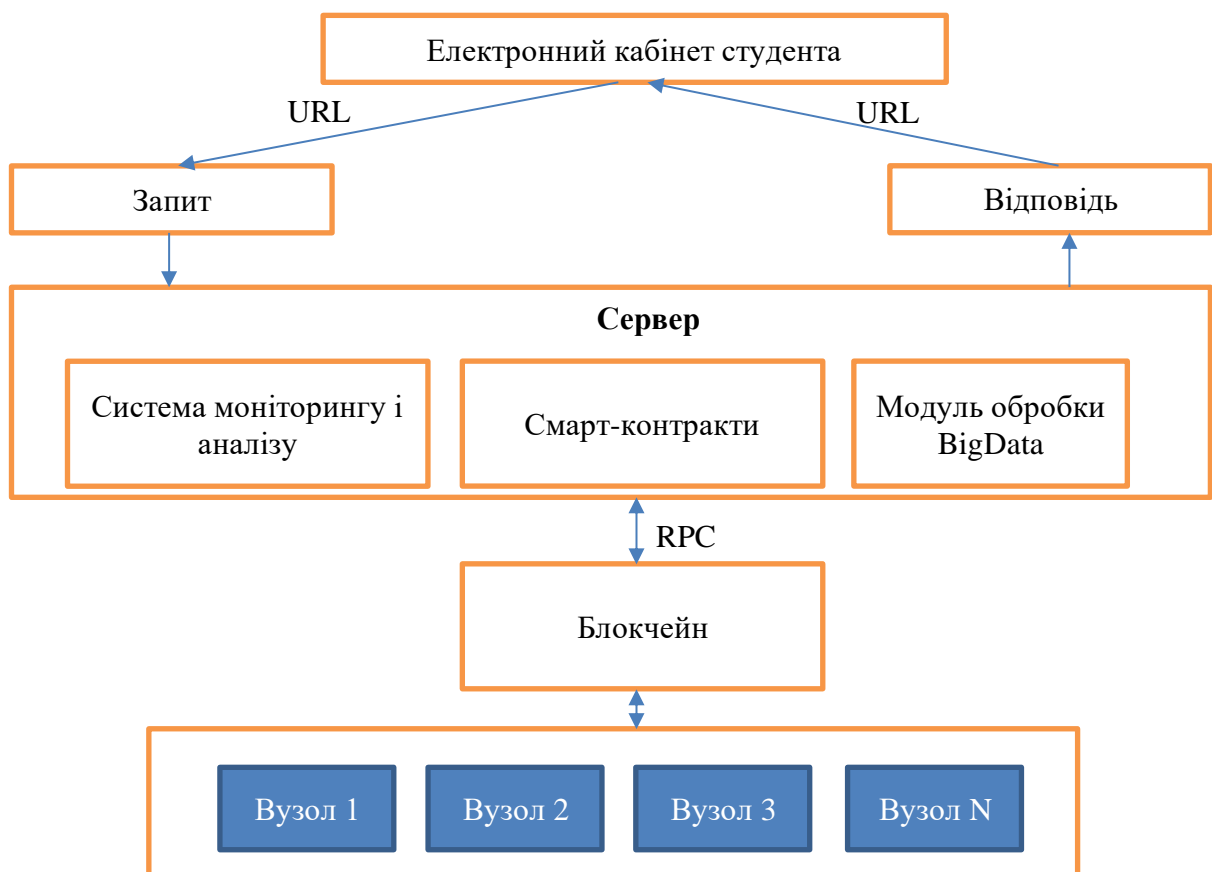 Електронний кабінет студента
URL
URL
Запит
Відповідь
Сервер
Система моніторингу і
аналізу
Смарт-контракти
Модуль обробки
BigData
RPC
Блокчейн
Вузол 1
Вузол 2
Вузол 3
Вузол N